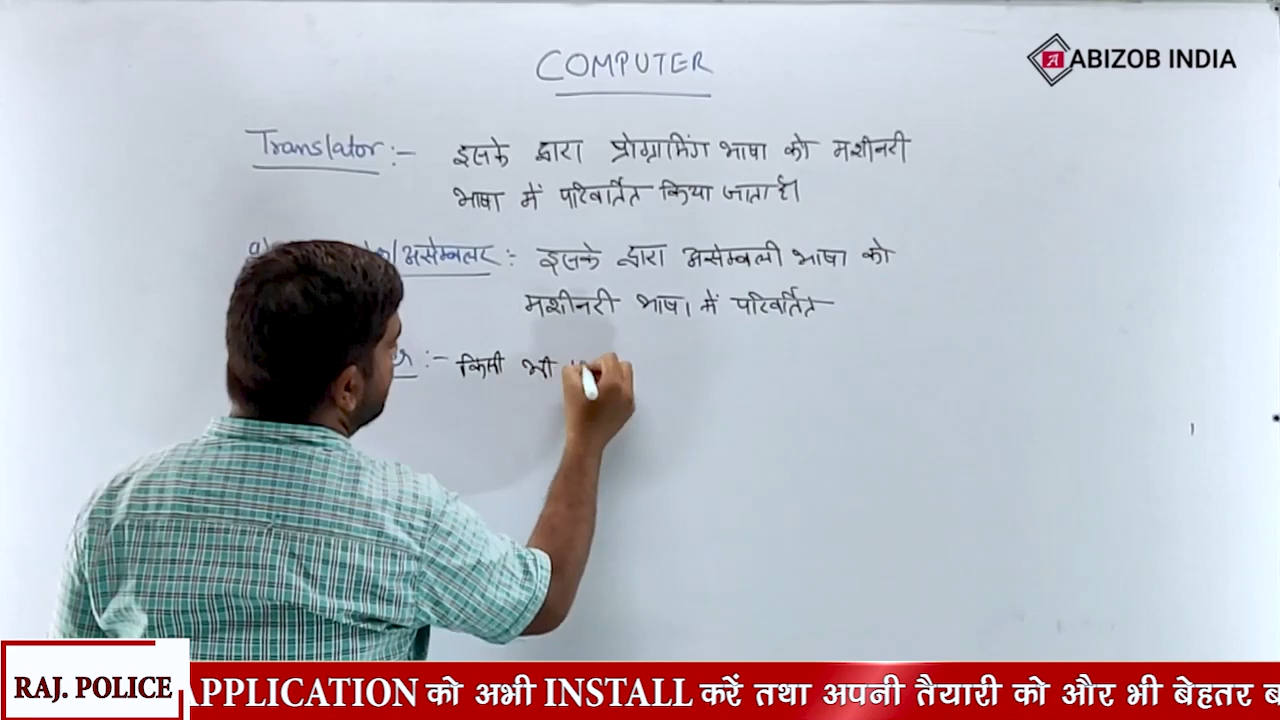 COMPUTER
ABIZOB INDIA
Translator :- इसके द्वारा प्रोग्रामिंग भाषा को मशीनरी
भाषा में परिवर्तित किया जाता है।
/असेम्बलर :- इसके द्वारा असेम्बली भाषा को
मशीनरी भाषा में परिवर्तित
:- किसी भी
RAJ. POLICE
APPLICATION को अभी INSTALL करें तथा अपनी तैयारी को और भी बेहतर